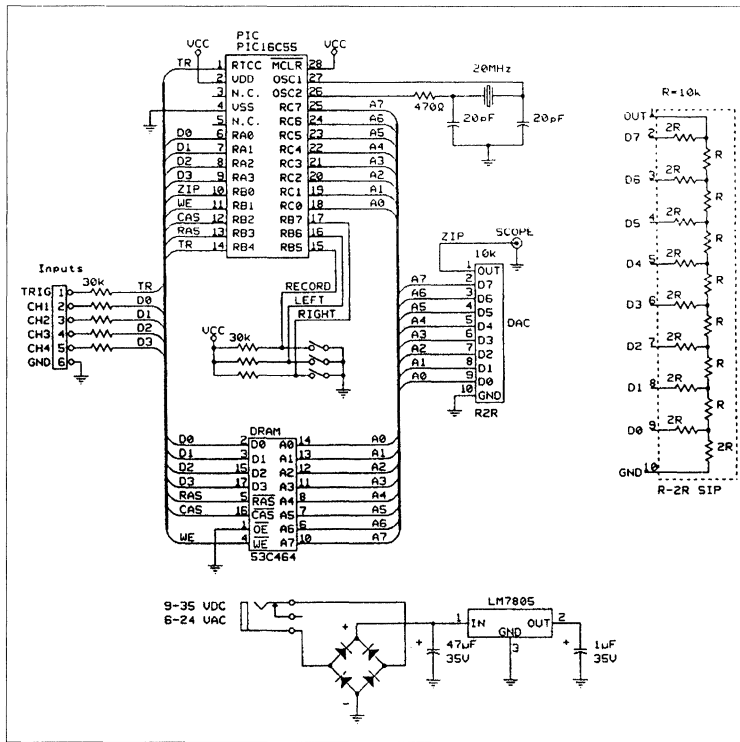 PIC
PIC16C55
VCC
VCC
TR 1 RTCC MCLR 28
2 VDD OSC1 27
3 N.C. OSC2 26
4 VSS RC7 25 A7
5 N.C. RC6 24 A6
D0 6 RA0 RC5 23 A5
D1 7 RA1 RC4 22 A4
D2 8 RA2 RC3 21 A3
D3 9 RA3 RC2 20 A2
ZIP 10 RB0 RC1 19 A1
WE 11 RB1 RC0 18 A0
CAS 12 RB2 RB7 17
RAS 13 RB3 RB6 16
TR 14 RB4 RB5 15
20MHz
470Ω
20pF
20pF
Inputs
30k
TRIG 1 TR
CH1 2 D0
CH2 3 D1
CH3 4 D2
CH4 5 D3
GND 6
RECORD
LEFT
RIGHT
VCC
30k
ZIP
SCOPE
10k
1 OUT
A7 2 D7
A6 3 D6
A5 4 D5
A4 5 D4
A3 6 D3
A2 7 D2
A1 8 D1
A0 9 D0
10 GND
DAC
R2R
R=10k
OUT 1
D7 2 2R
R
D6 3 2R
R
D5 4 2R
R
D4 5 2R
R
D3 6 2R
R
D2 7 2R
R
D1 8 2R
R
D0 9 2R
2R
GND 10
R-2R SIP
DRAM
D0 2 D0 A0 14 A0
D1 3 D1 A1 13 A1
D2 15 D2 A2 12 A2
D3 17 D3 A3 11 A3
RAS 5 RAS A4 8 A4
CAS 16 CAS A5 7 A5
1 OE A6 6 A6
WE 4 WE A7 10 A7
53C464
9-35 VDC
6-24 VAC
+
-
+
47µF
35V
LM7805
1 IN OUT 2
GND
3
+
1µF
35V